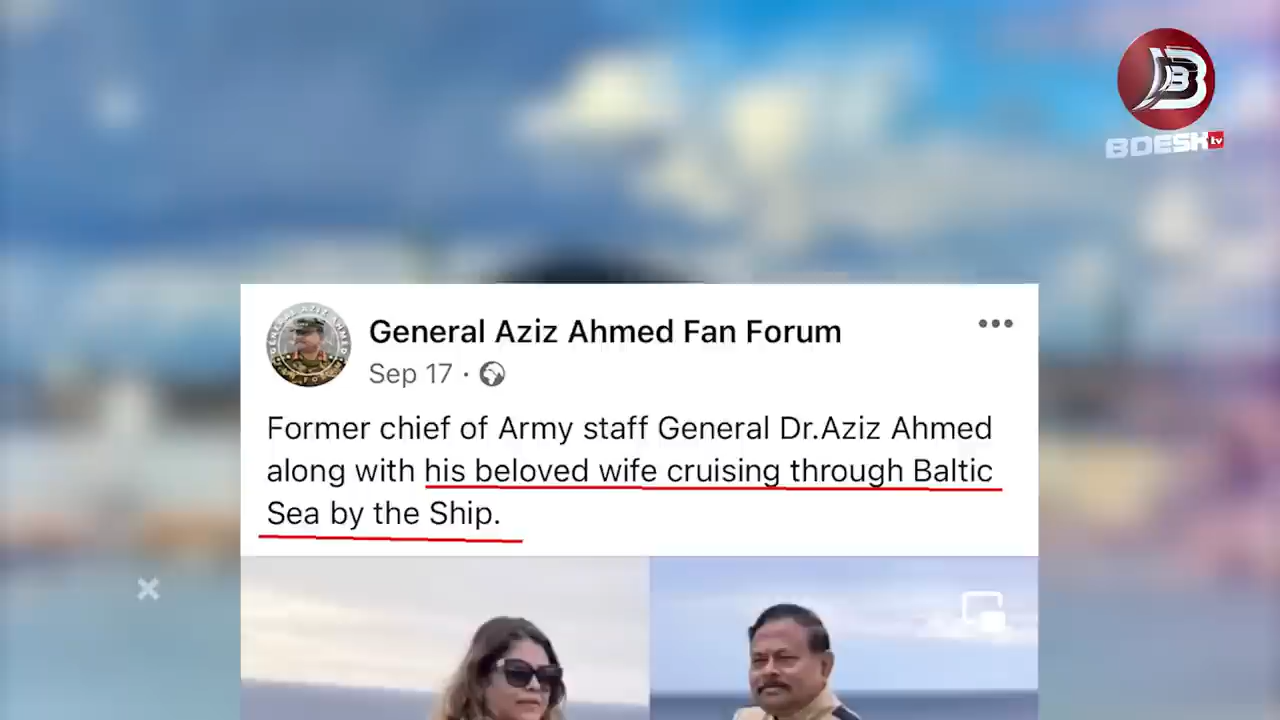 BDESK tv
General Aziz Ahmed Fan Forum
Sep 17 ·
Former chief of Army staff General Dr.Aziz Ahmed
along with his beloved wife cruising through Baltic
Sea by the Ship.